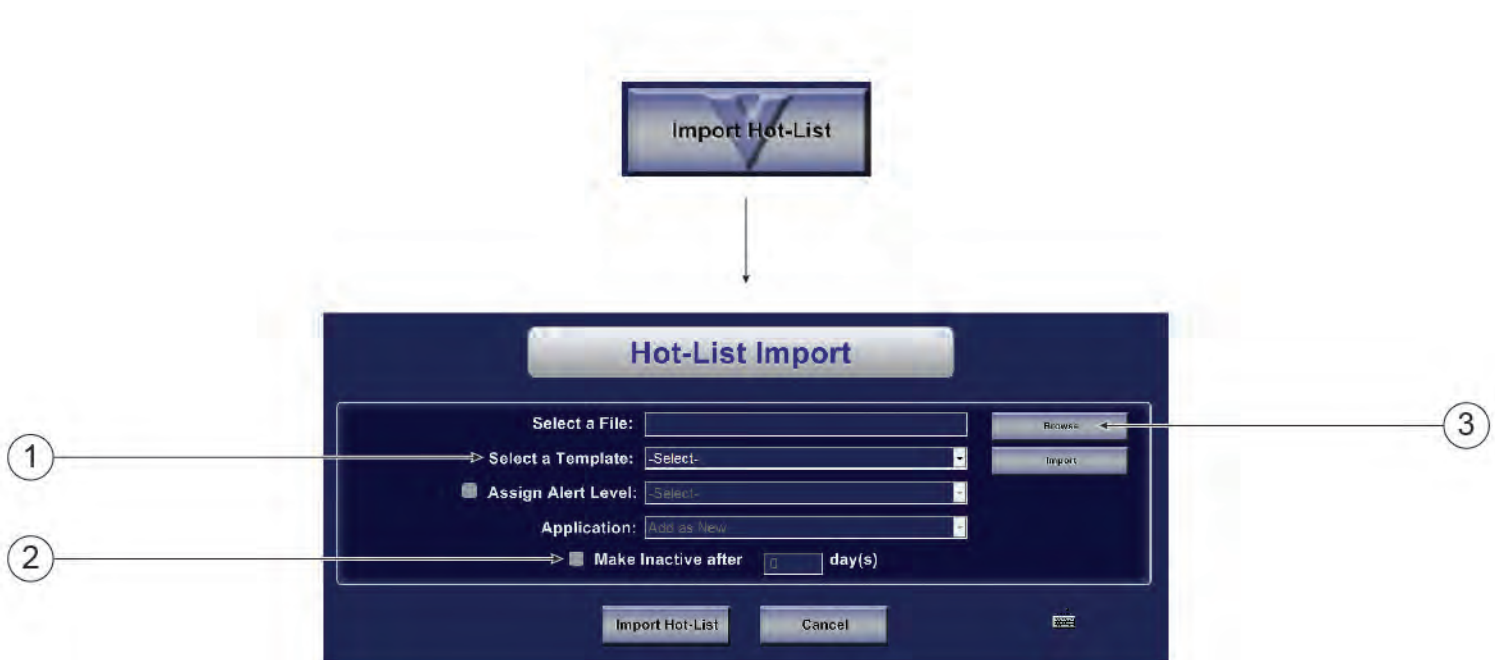 Import Hot-List
Hot-List Import
Select a File:
Browse
3
1
Select a Template: -Select-
Import
Assign Alert Level: -Select-
Application: Add as New
2
Make Inactive after 0 day(s)
Import Hot-List Cancel